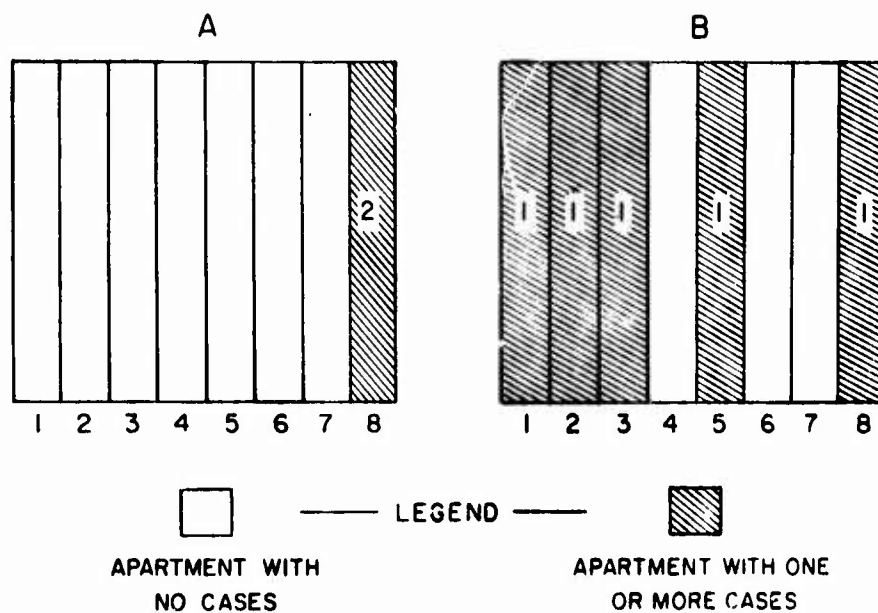 A B
2 1 1 1 1 1
1 2 3 4 5 6 7 8 1 2 3 4 5 6 7 8
LEGEND
APARTMENT WITH
NO CASES
APARTMENT WITH ONE
OR MORE CASES